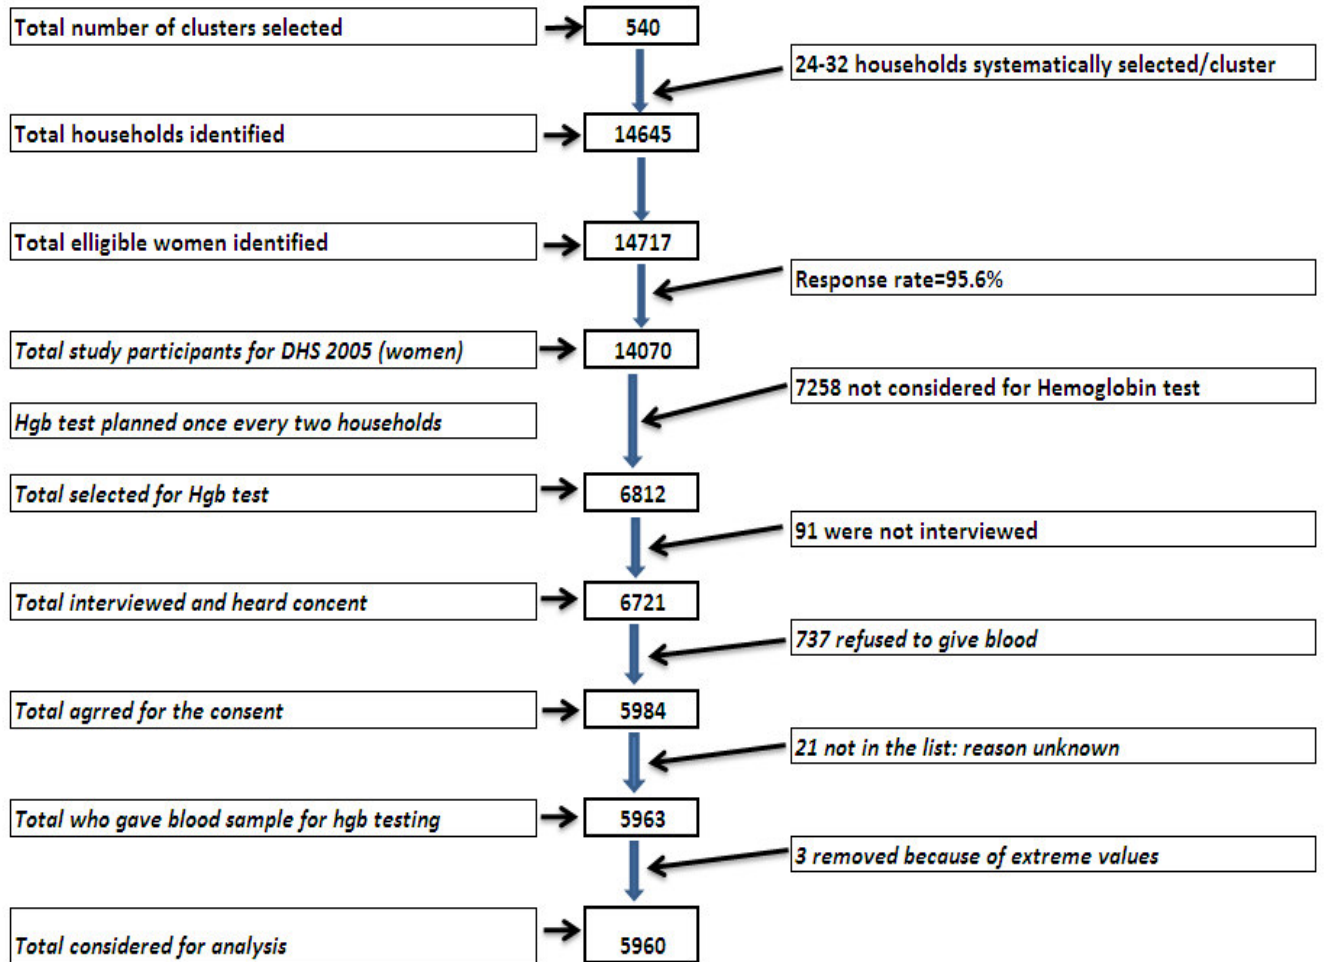 Total number of clusters selected
540
24-32 households systematically selected/cluster
Total households identified
14645
Total elligible women identified
14717
Response rate=95.6%
Total study participants for DHS 2005 (women)
14070
7258 not considered for Hemoglobin test
Hgb test planned once every two households
Total selected for Hgb test
6812
91 were not interviewed
Total interviewed and heard concent
6721
737 refused to give blood
Total agrred for the consent
5984
21 not in the list: reason unknown
Total who gave blood sample for hgb testing
5963
3 removed because of extreme values
Total considered for analysis
5960